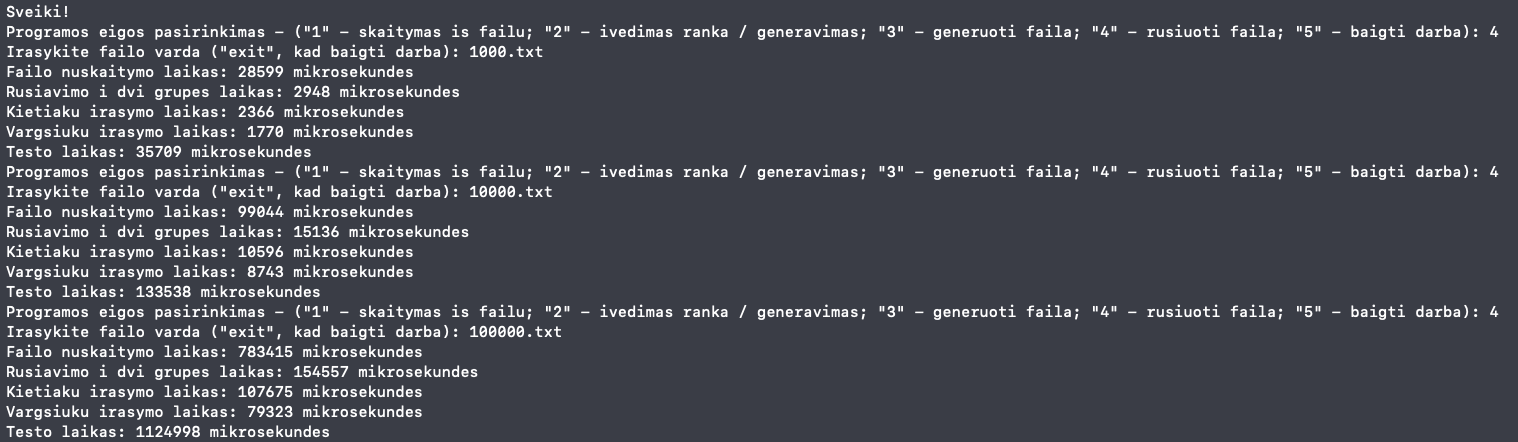 Sveiki!
Programos eigos pasirinkimas – ("1" – skaitymas is failu; "2" – ivedimas ranka / generavimas; "3" – generuoti faila; "4" – rusiuoti faila; "5" – baigti darba): 4
Irasykite failo varda ("exit", kad baigti darba): 1000.txt
Failo nuskaitymo laikas: 28599 mikrosekundes
Rusiavimo i dvi grupes laikas: 2948 mikrosekundes
Kietiaku irasymo laikas: 2366 mikrosekundes
Vargsiuku irasymo laikas: 1770 mikrosekundes
Testo laikas: 35709 mikrosekundes
Programos eigos pasirinkimas – ("1" – skaitymas is failu; "2" – ivedimas ranka / generavimas; "3" – generuoti faila; "4" – rusiuoti faila; "5" – baigti darba): 4
Irasykite failo varda ("exit", kad baigti darba): 10000.txt
Failo nuskaitymo laikas: 99044 mikrosekundes
Rusiavimo i dvi grupes laikas: 15136 mikrosekundes
Kietiaku irasymo laikas: 10596 mikrosekundes
Vargsiuku irasymo laikas: 8743 mikrosekundes
Testo laikas: 133538 mikrosekundes
Programos eigos pasirinkimas – ("1" – skaitymas is failu; "2" – ivedimas ranka / generavimas; "3" – generuoti faila; "4" – rusiuoti faila; "5" – baigti darba): 4
Irasykite failo varda ("exit", kad baigti darba): 100000.txt
Failo nuskaitymo laikas: 783415 mikrosekundes
Rusiavimo i dvi grupes laikas: 154557 mikrosekundes
Kietiaku irasymo laikas: 107675 mikrosekundes
Vargsiuku irasymo laikas: 79323 mikrosekundes
Testo laikas: 1124998 mikrosekundes